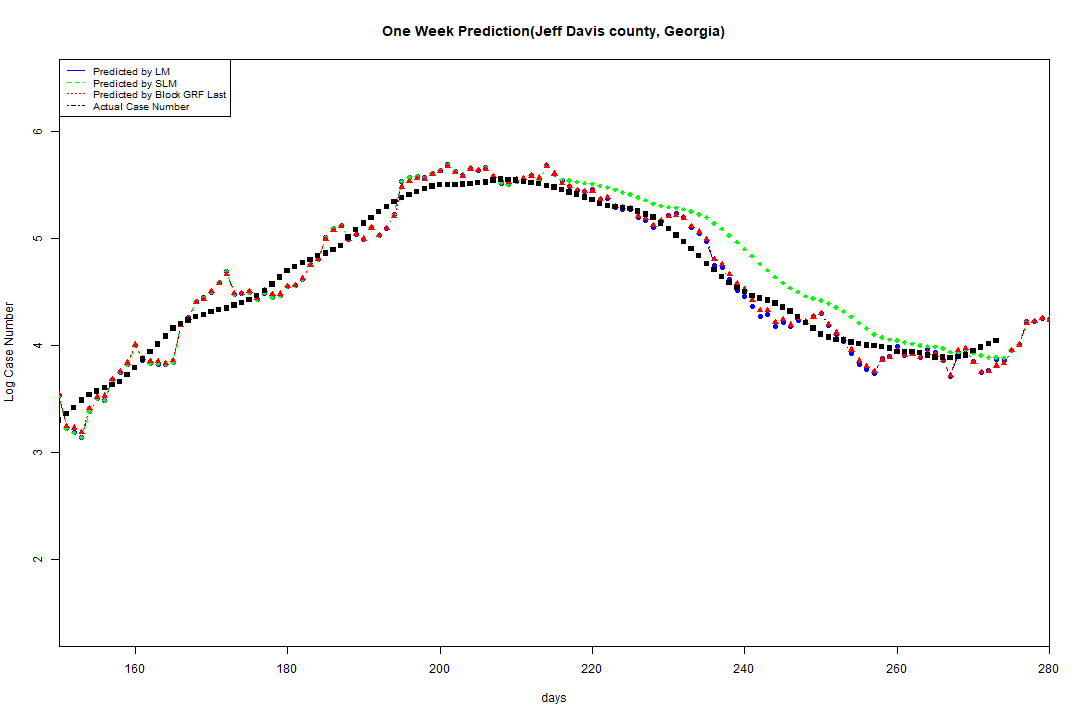 One Week Prediction(Jeff Davis county, Georgia)
Predicted by LM
Predicted by SLM
Predicted by Block GRF Last
Actual Case Number
6
5
4
3
2
Log Case Number
160 180 200 220 240 260 280
days